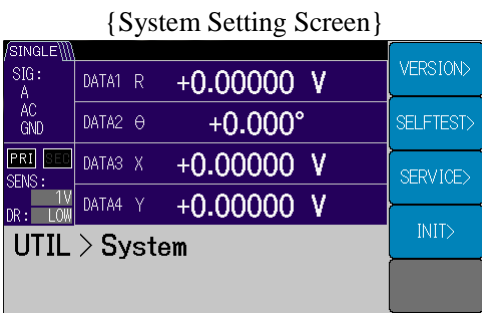 {System Setting Screen}
SINGLE
SIG:
A
AC
GND
PRI SEC
SENS:
1V
DR: LOW
DATA1 R +0.00000 V
DATA2 θ +0.000°
DATA3 X +0.00000 V
DATA4 Y +0.00000 V
UTIL > System
VERSION>
SELFTEST>
SERVICE>
INIT>